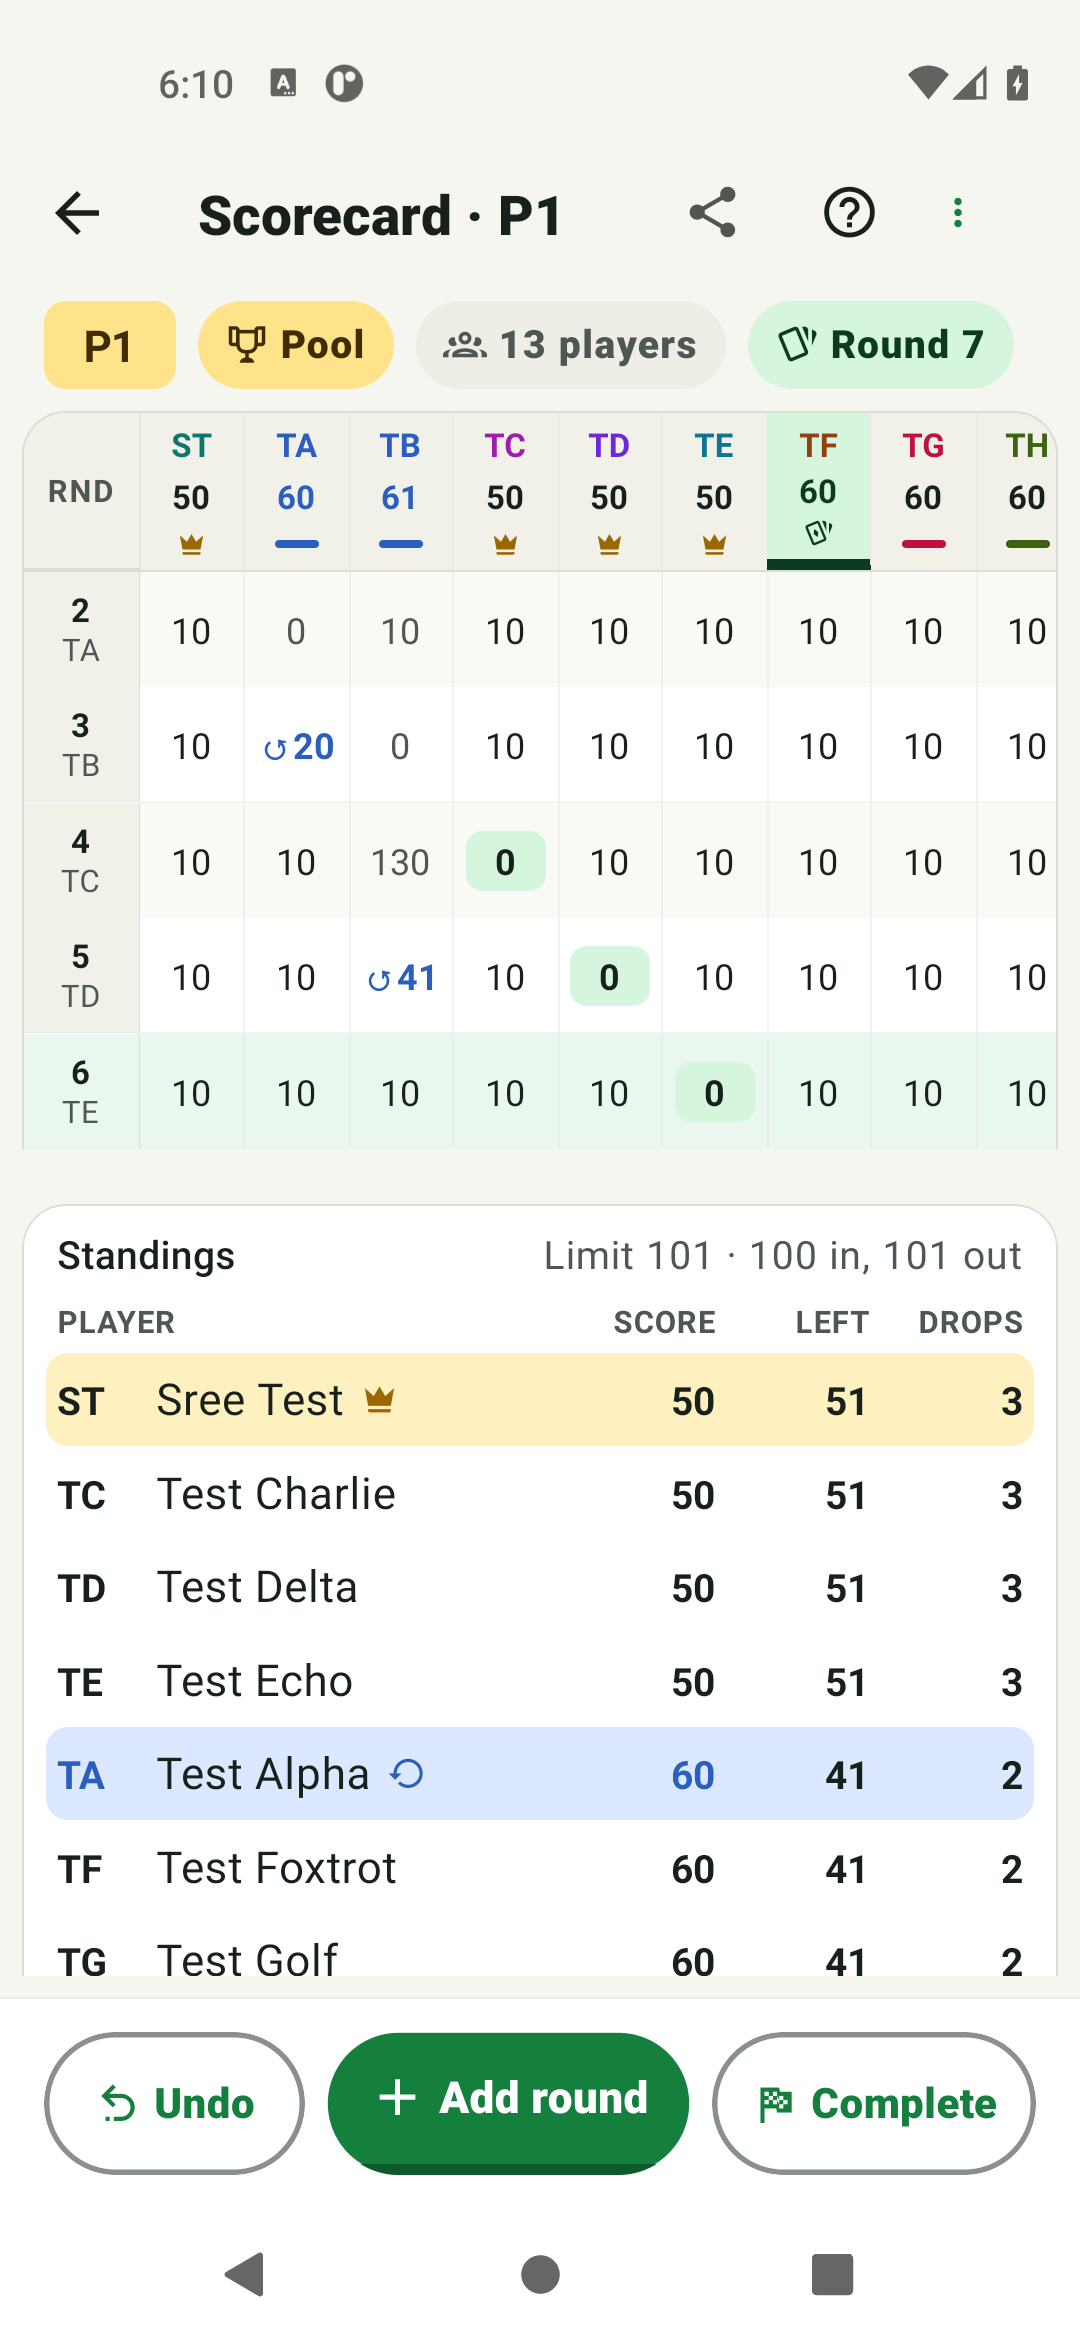 6:10
Scorecard · P1
P1 Pool 13 players Round 7
RND ST TA TB TC TD TE TF TG TH
50 60 61 50 50 50 60 60 60
2 TA 10 0 10 10 10 10 10 10 10
3 TB 10 20 0 10 10 10 10 10 10
4 TC 10 10 130 0 10 10 10 10 10
5 TD 10 10 41 10 0 10 10 10 10
6 TE 10 10 10 10 10 0 10 10 10
Standings Limit 101 · 100 in, 101 out
PLAYER SCORE LEFT DROPS
ST Sree Test 50 51 3
TC Test Charlie 50 51 3
TD Test Delta 50 51 3
TE Test Echo 50 51 3
TA Test Alpha 60 41 2
TF Test Foxtrot 60 41 2
TG Test Golf 60 41 2
Undo Add round Complete